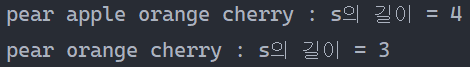 pear apple orange cherry : s의 길이 = 4
pear orange cherry : s의 길이 = 3